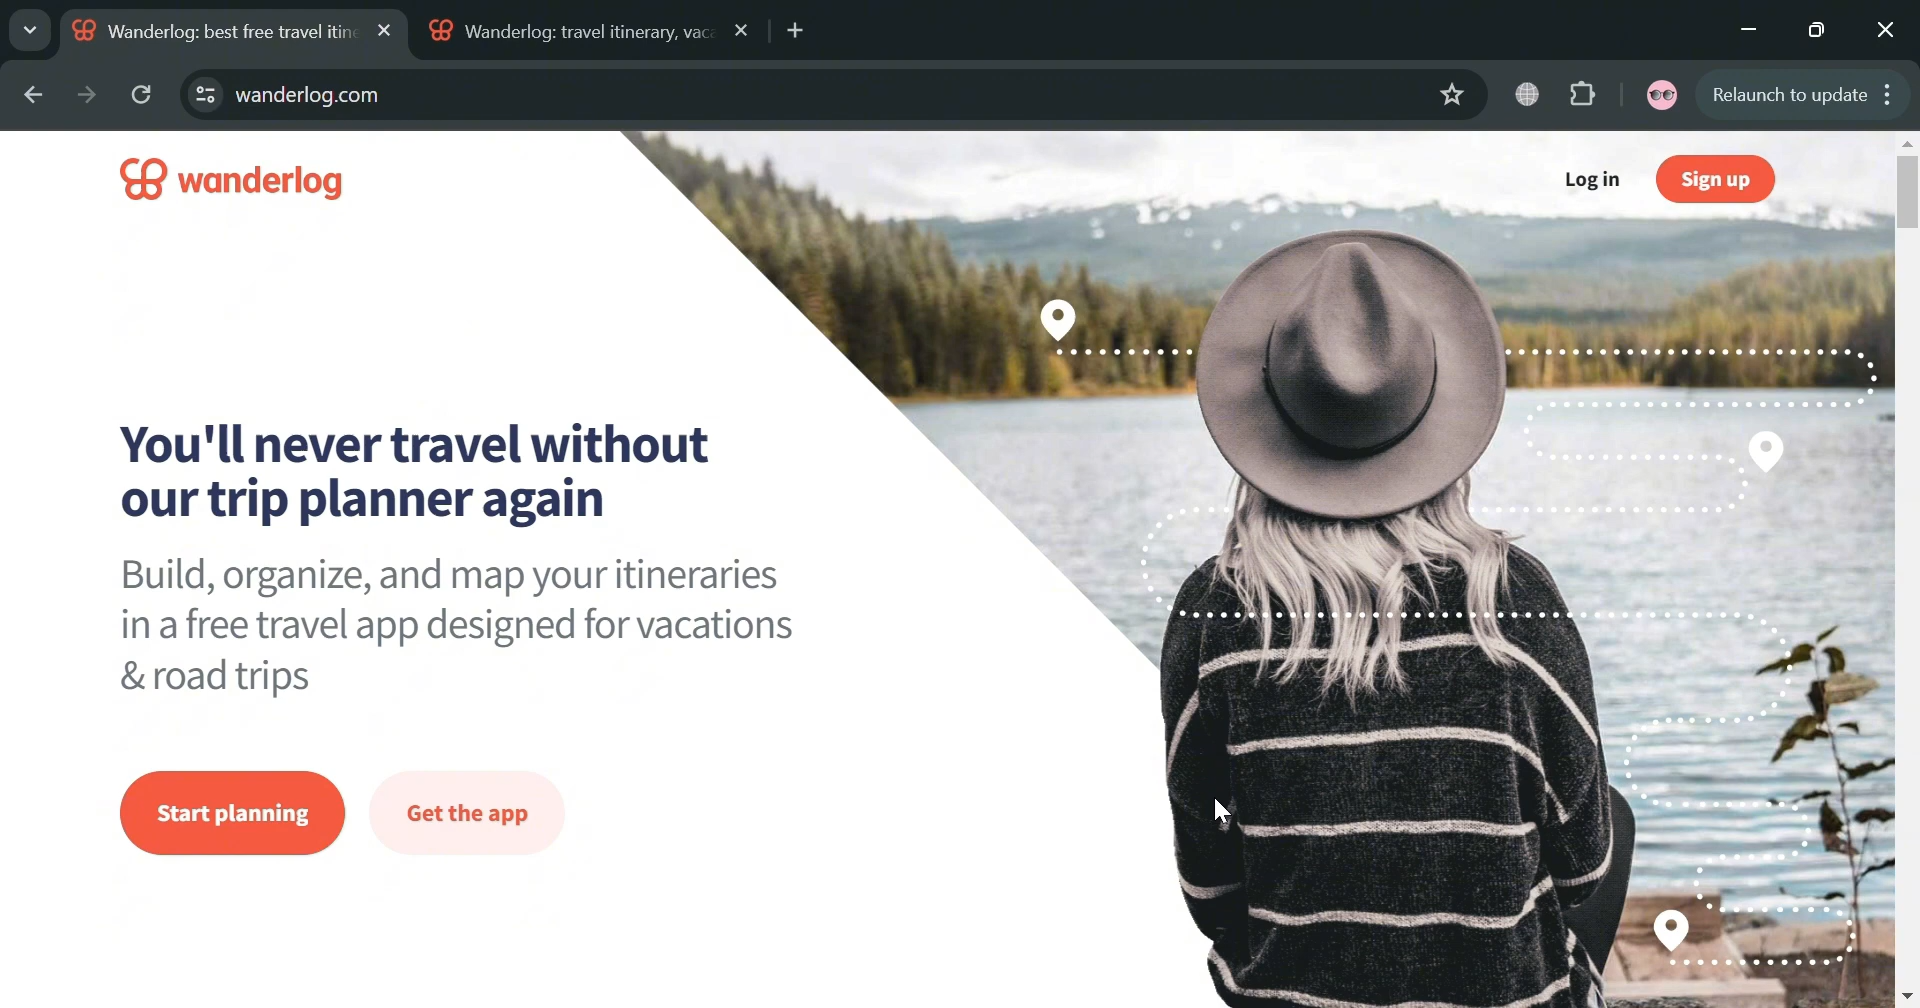 Wanderlog: best free travel itine
Wanderlog: travel itinerary, vaca
wanderlog.com
Relaunch to update
wanderlog
Log in
Sign up
You'll never travel without
our trip planner again
Build, organize, and map your itineraries
in a free travel app designed for vacations
& road trips
Start planning
Get the app